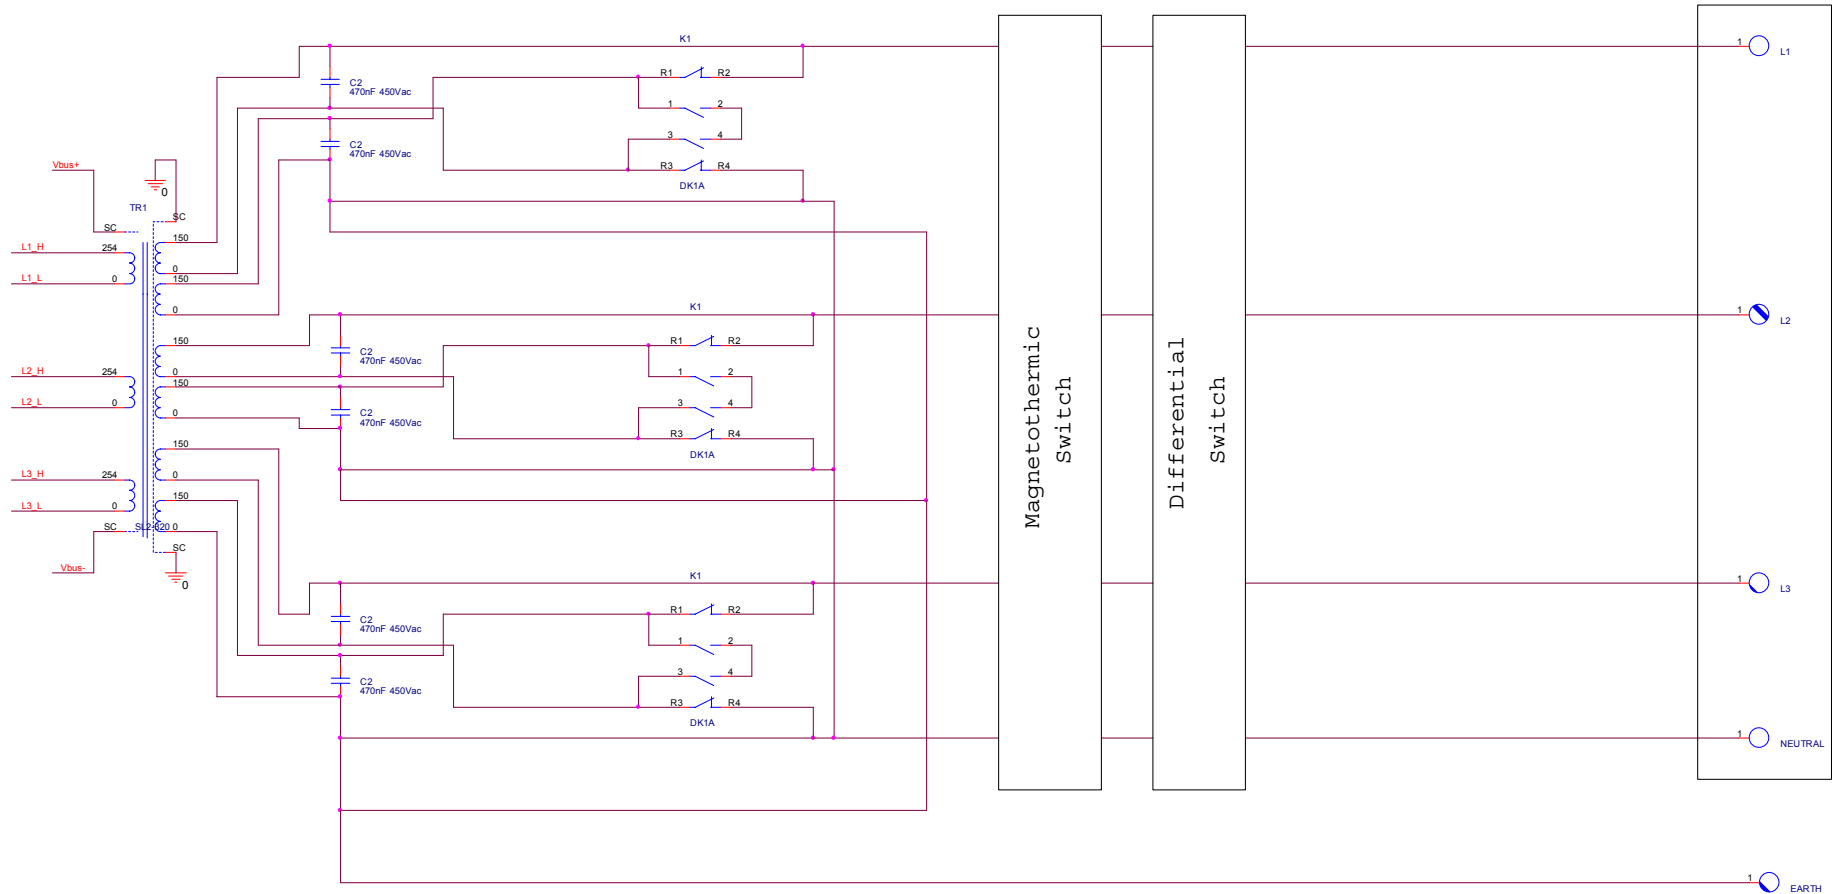 K1
1
L1
C2
470nF 450Vac
R1
R2
1
2
C2
470nF 450Vac
3
4
R3
R4
DK1A
Vbus+
0
TR1
SC
SC
L1_H
254
150
0
L1_L
0
150
0
K1
1
L2
C2
470nF 450Vac
R1
R2
150
L2_H
254
0
150
1
2
L2_L
0
0
C2
470nF 450Vac
3
4
R3
R4
DK1A
Magnetothermic
Switch
Differential
Switch
150
L3_H
254
0
150
L3_L
0
SC
SL2-320
0
SC
Vbus-
0
K1
1
L3
C2
470nF 450Vac
R1
R2
1
2
C2
470nF 450Vac
3
4
R3
R4
DK1A
1
NEUTRAL
1
EARTH